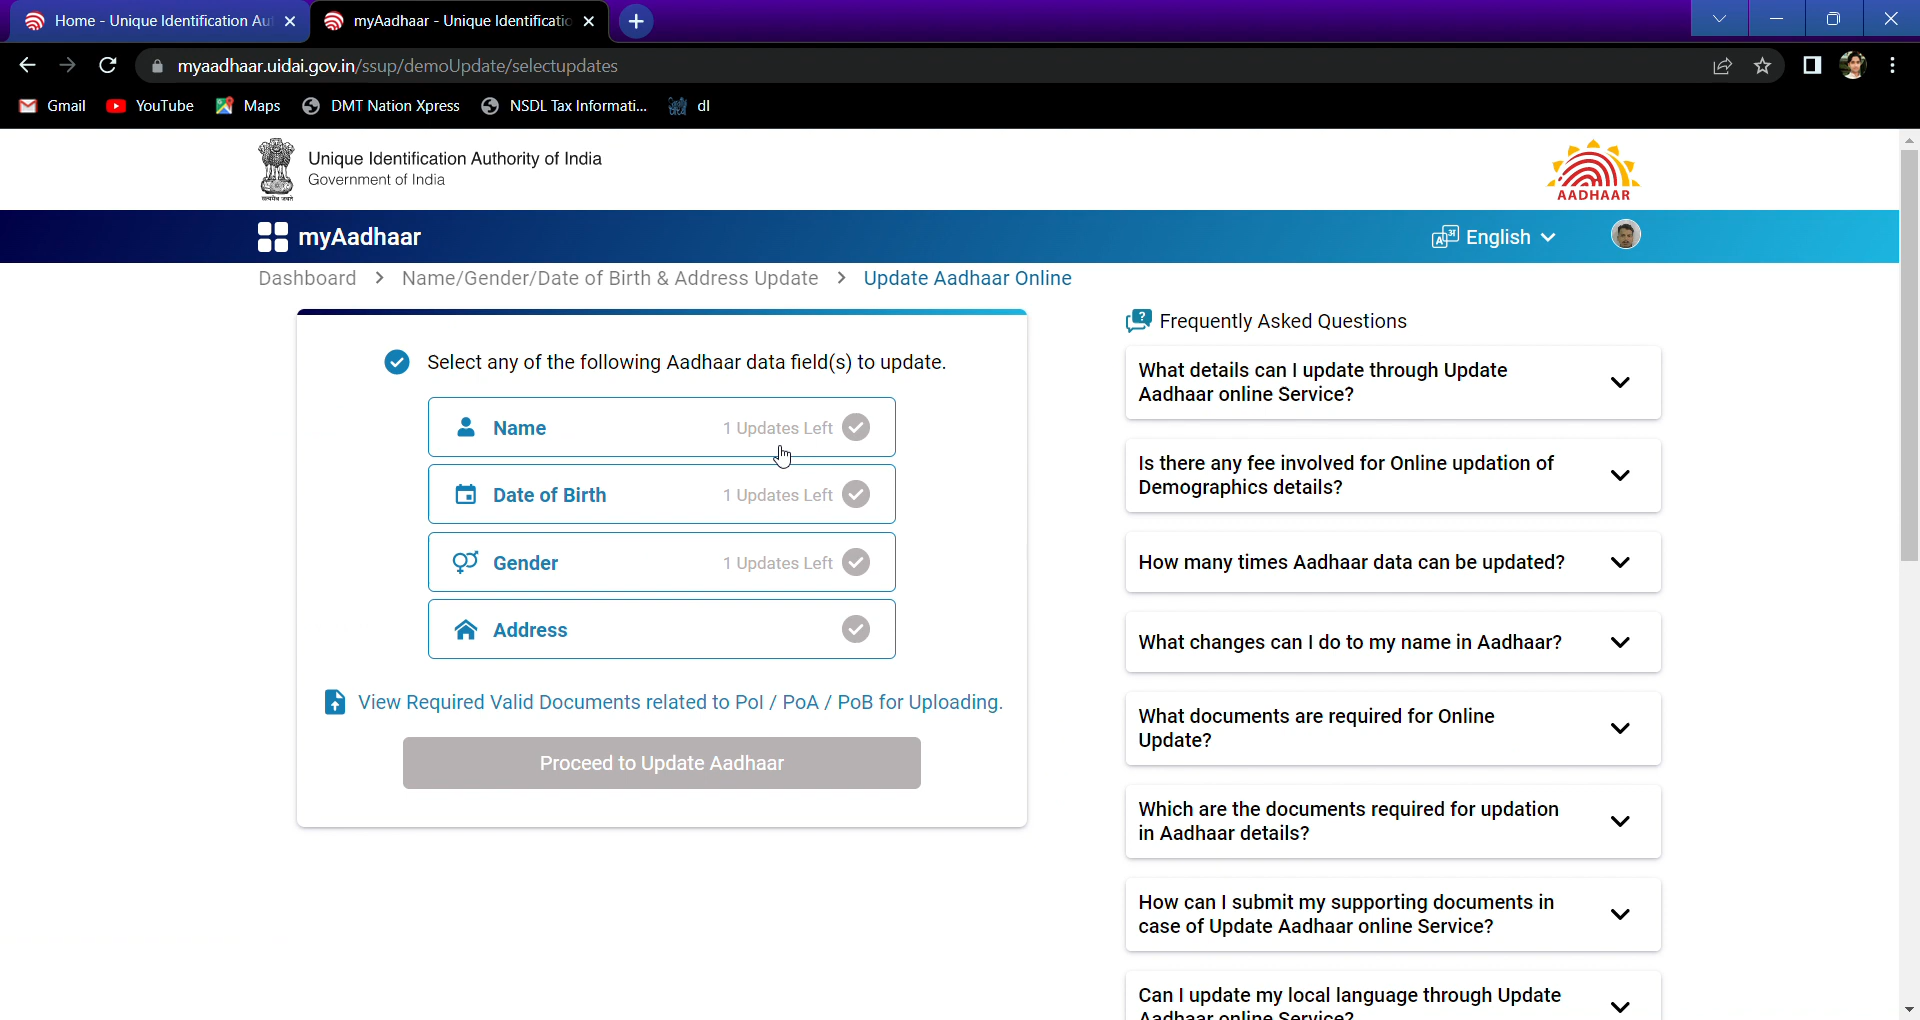 Home - Unique Identification Au
myAadhaar - Unique Identificatio
myaadhaar.uidai.gov.in/ssup/demoUpdate/selectupdates
Gmail
YouTube
Maps
DMT Nation Xpress
NSDL Tax Informati...
dl
सत्यमेव जयते
Unique Identification Authority of India
Government of India
AADHAAR
myAadhaar
English
Dashboard > Name/Gender/Date of Birth & Address Update > Update Aadhaar Online
Select any of the following Aadhaar data field(s) to update.
Name 1 Updates Left
Date of Birth 1 Updates Left
Gender 1 Updates Left
Address
View Required Valid Documents related to PoI / PoA / PoB for Uploading.
Proceed to Update Aadhaar
Frequently Asked Questions
What details can I update through Update
Aadhaar online Service?
Is there any fee involved for Online updation of
Demographics details?
How many times Aadhaar data can be updated?
What changes can I do to my name in Aadhaar?
What documents are required for Online
Update?
Which are the documents required for updation
in Aadhaar details?
How can I submit my supporting documents in
case of Update Aadhaar online Service?
Can I update my local language through Update
Aadhaar online Service?